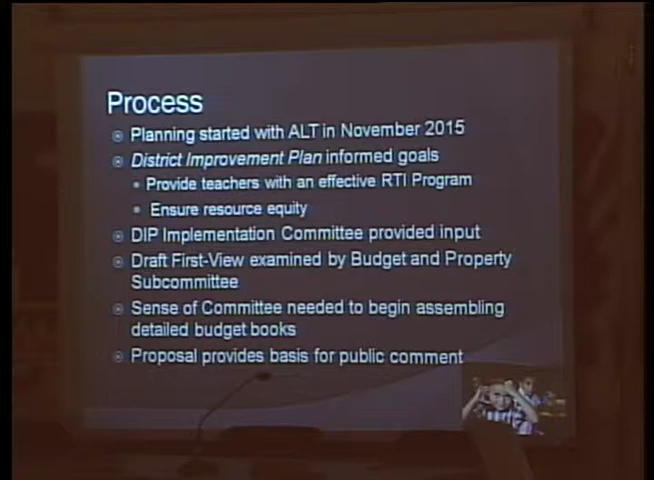 Process
Planning started with ALT in November 2015
District Improvement Plan informed goals
Provide teachers with an effective RTI Program
Ensure resource equity
DIP Implementation Committee provided input
Draft First-View examined by Budget and Property
Subcommittee
Sense of Committee needed to begin assembling
detailed budget books
Proposal provides basis for public comment